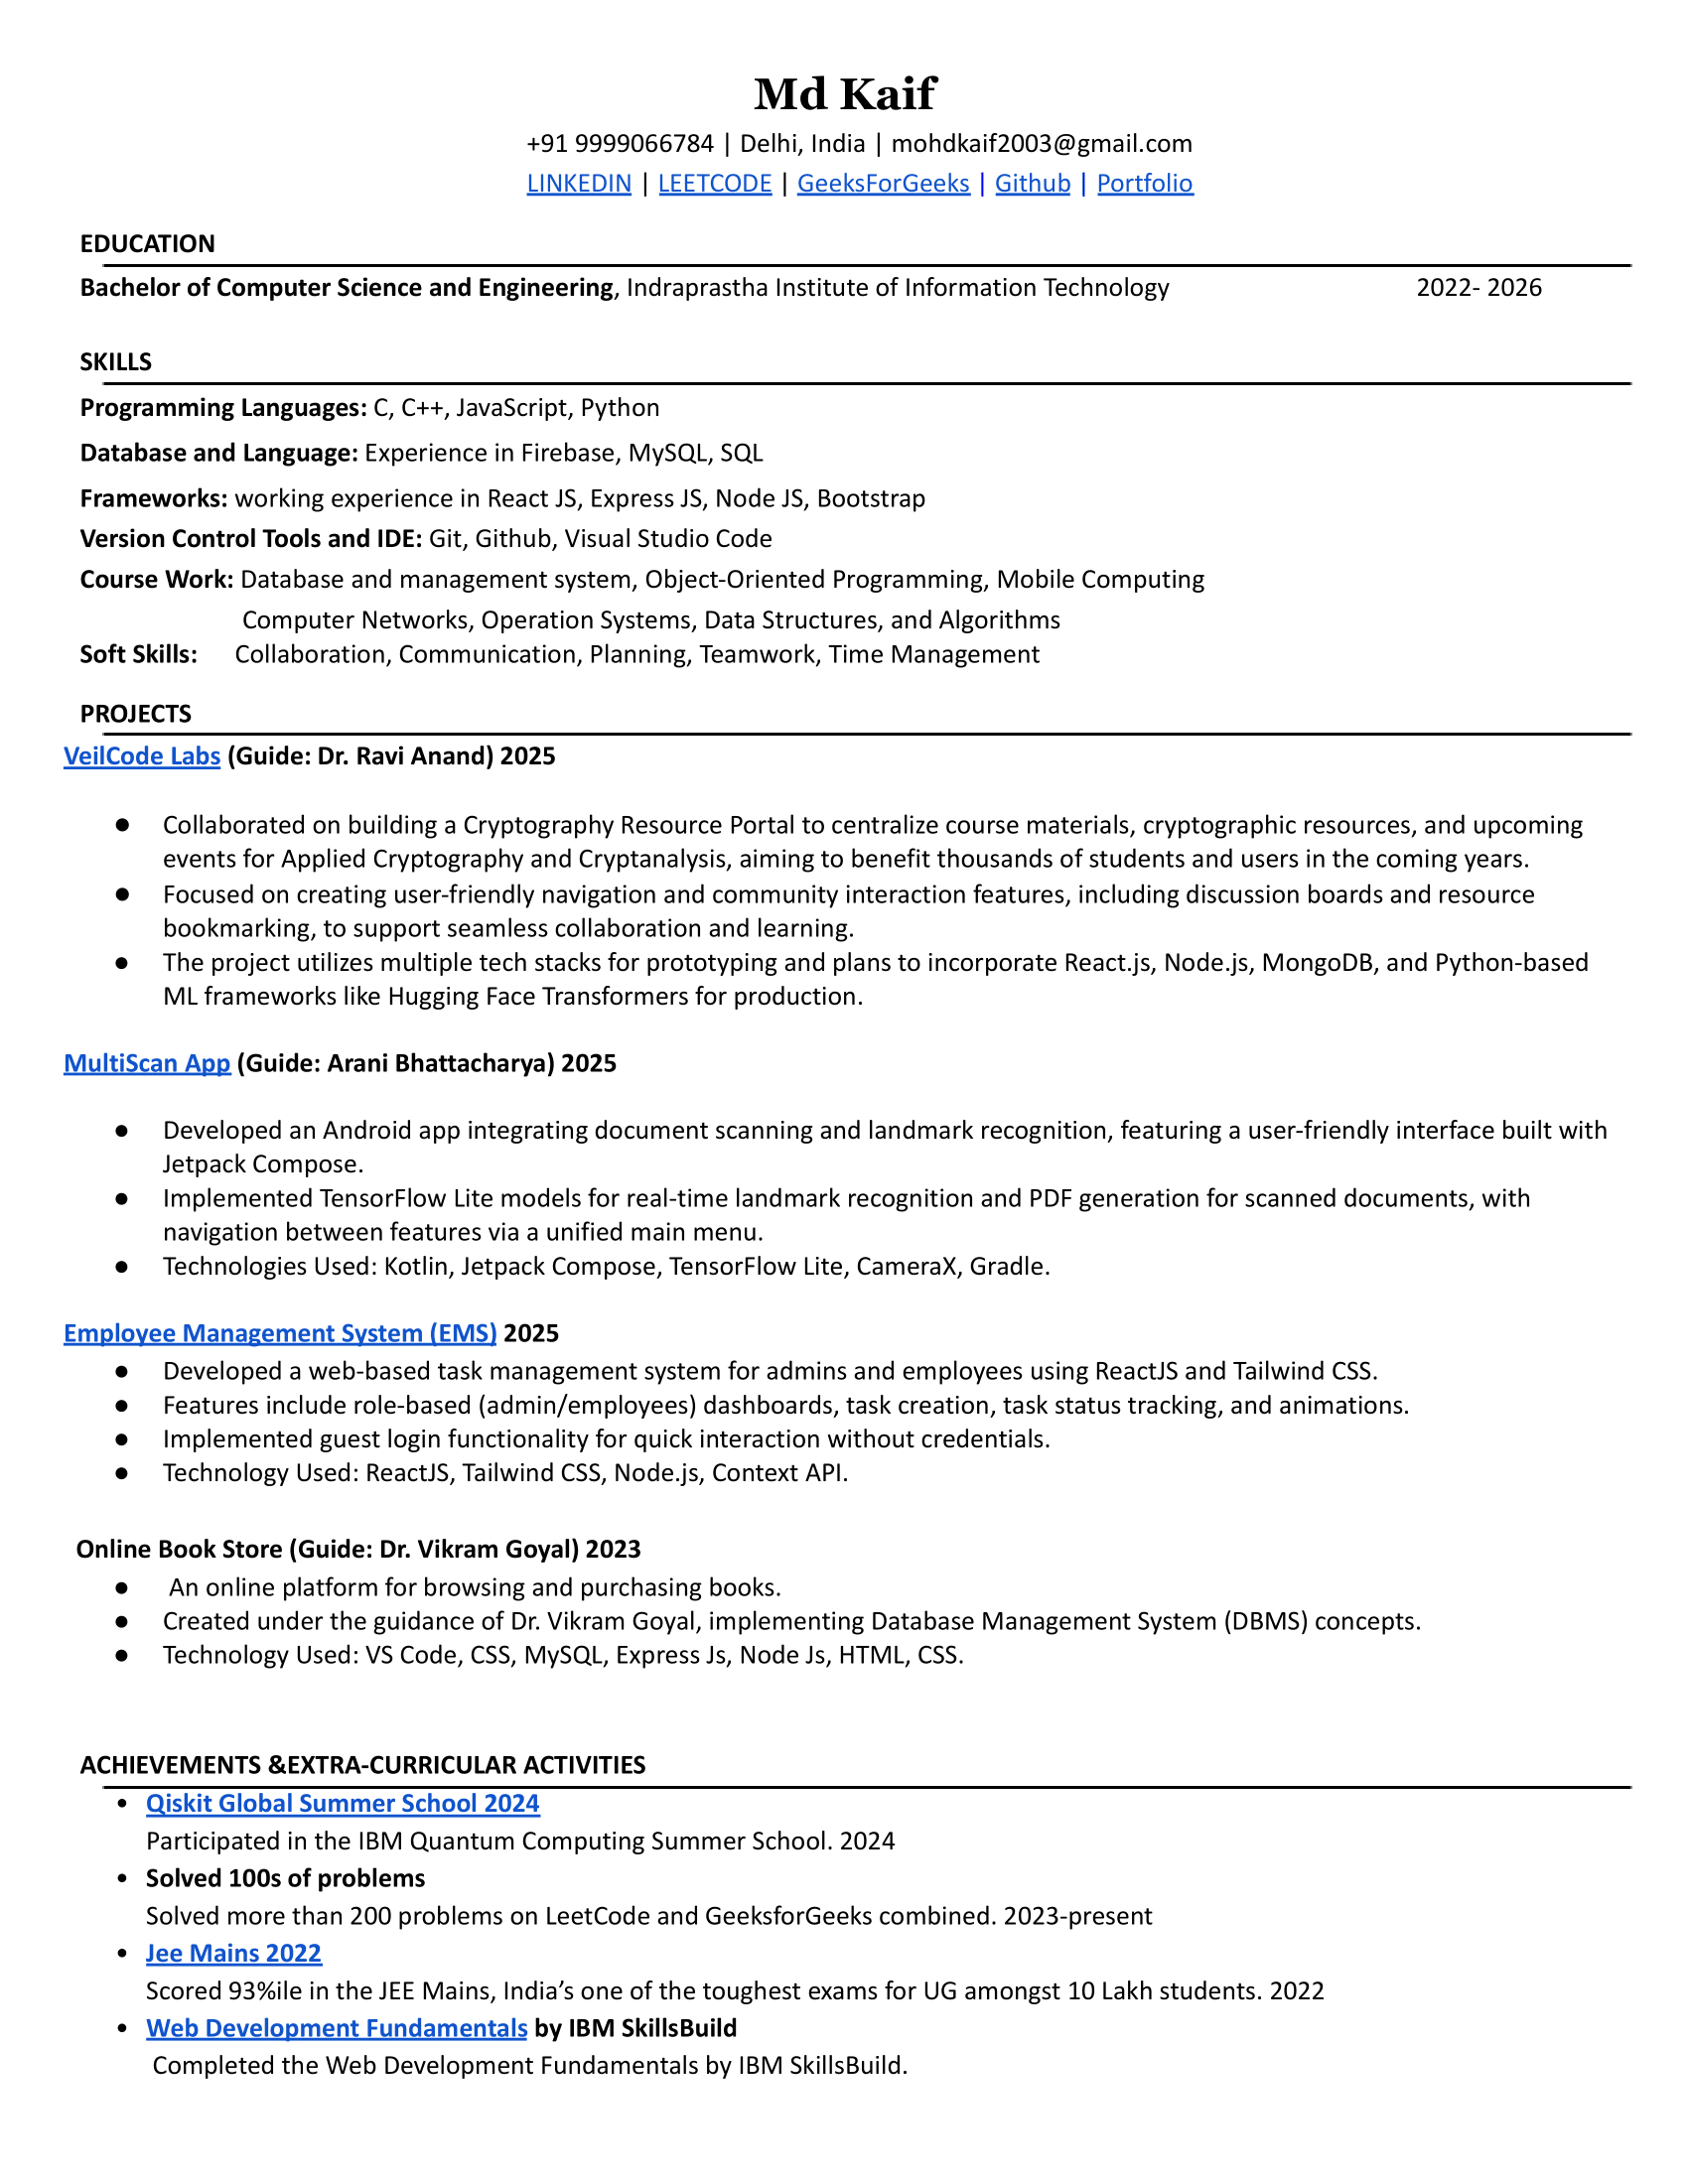 Md Kaif
+91 9999066784 | Delhi, India | mohdkaif2003@gmail.com
LINKEDIN | LEETCODE | GeeksForGeeks | Github | Portfolio
EDUCATION
Bachelor of Computer Science and Engineering, Indraprastha Institute of Information Technology 2022- 2026
SKILLS
Programming Languages: C, C++, JavaScript, Python
Database and Language: Experience in Firebase, MySQL, SQL
Frameworks: working experience in React JS, Express JS, Node JS, Bootstrap
Version Control Tools and IDE: Git, Github, Visual Studio Code
Course Work: Database and management system, Object-Oriented Programming, Mobile Computing
Computer Networks, Operation Systems, Data Structures, and Algorithms
Soft Skills: Collaboration, Communication, Planning, Teamwork, Time Management
PROJECTS
VeilCode Labs (Guide: Dr. Ravi Anand) 2025
● Collaborated on building a Cryptography Resource Portal to centralize course materials, cryptographic resources, and upcoming
events for Applied Cryptography and Cryptanalysis, aiming to benefit thousands of students and users in the coming years.
● Focused on creating user-friendly navigation and community interaction features, including discussion boards and resource
bookmarking, to support seamless collaboration and learning.
● The project utilizes multiple tech stacks for prototyping and plans to incorporate React.js, Node.js, MongoDB, and Python-based
ML frameworks like Hugging Face Transformers for production.
MultiScan App (Guide: Arani Bhattacharya) 2025
● Developed an Android app integrating document scanning and landmark recognition, featuring a user-friendly interface built with
Jetpack Compose.
● Implemented TensorFlow Lite models for real-time landmark recognition and PDF generation for scanned documents, with
navigation between features via a unified main menu.
● Technologies Used: Kotlin, Jetpack Compose, TensorFlow Lite, CameraX, Gradle.
Employee Management System (EMS) 2025
● Developed a web-based task management system for admins and employees using ReactJS and Tailwind CSS.
● Features include role-based (admin/employees) dashboards, task creation, task status tracking, and animations.
● Implemented guest login functionality for quick interaction without credentials.
● Technology Used: ReactJS, Tailwind CSS, Node.js, Context API.
Online Book Store (Guide: Dr. Vikram Goyal) 2023
● An online platform for browsing and purchasing books.
● Created under the guidance of Dr. Vikram Goyal, implementing Database Management System (DBMS) concepts.
● Technology Used: VS Code, CSS, MySQL, Express Js, Node Js, HTML, CSS.
ACHIEVEMENTS &EXTRA-CURRICULAR ACTIVITIES
• Qiskit Global Summer School 2024
Participated in the IBM Quantum Computing Summer School. 2024
• Solved 100s of problems
Solved more than 200 problems on LeetCode and GeeksforGeeks combined. 2023-present
• Jee Mains 2022
Scored 93%ile in the JEE Mains, India’s one of the toughest exams for UG amongst 10 Lakh students. 2022
• Web Development Fundamentals by IBM SkillsBuild
Completed the Web Development Fundamentals by IBM SkillsBuild.